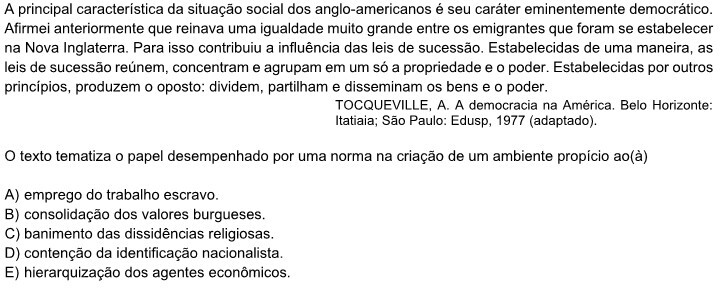 A principal característica da situação social dos anglo-americanos é seu caráter eminentemente democrático.
Afirmei anteriormente que reinava uma igualdade muito grande entre os emigrantes que foram se estabelecer
na Nova Inglaterra. Para isso contribuiu a influência das leis de sucessão. Estabelecidas de uma maneira, as
leis de sucessão reúnem, concentram e agrupam em um só a propriedade e o poder. Estabelecidas por outros
princípios, produzem o oposto: dividem, partilham e disseminam os bens e o poder.
TOCQUEVILLE, A. A democracia na América. Belo Horizonte:
Itatiaia; São Paulo: Edusp, 1977 (adaptado).
O texto tematiza o papel desempenhado por uma norma na criação de um ambiente propício ao(à)
A) emprego do trabalho escravo.
B) consolidação dos valores burgueses.
C) banimento das dissidências religiosas.
D) contenção da identificação nacionalista.
E) hierarquização dos agentes econômicos.